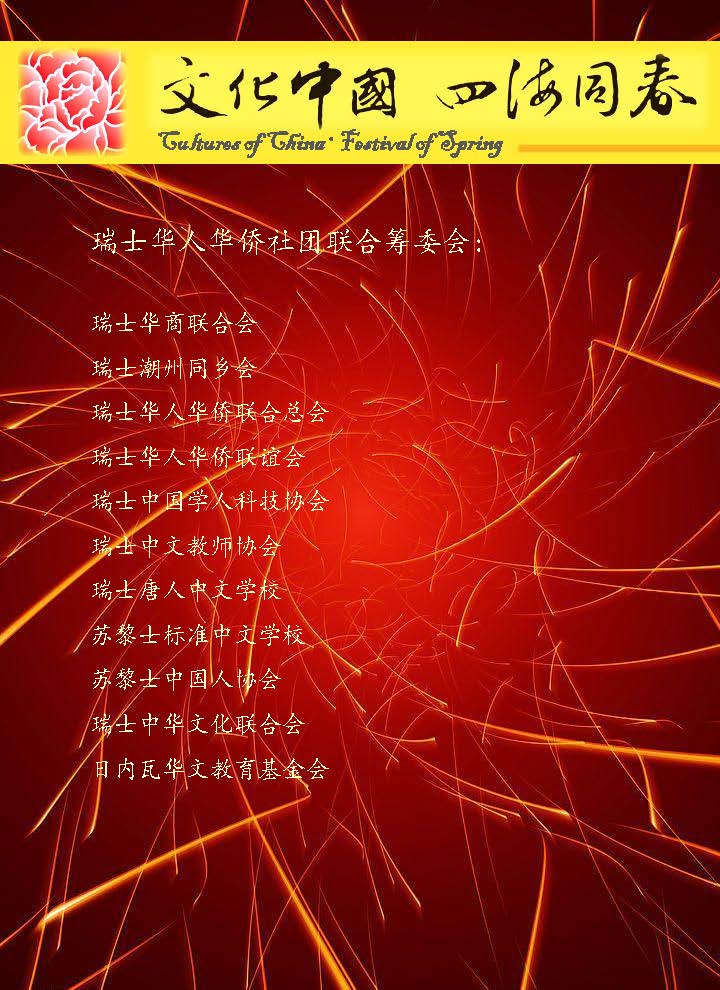 文化中國 四海同春
Cultures of China · Festival of Spring
瑞士华人华侨社团联合筹委会：
瑞士华商联合会
瑞士潮州同乡会
瑞士华人华侨联合总会
瑞士华人华侨联谊会
瑞士中国学人科技协会
瑞士中文教师协会
瑞士唐人中文学校
苏黎士标准中文学校
苏黎士中国人协会
瑞士中华文化联合会
日内瓦华文教育基金会